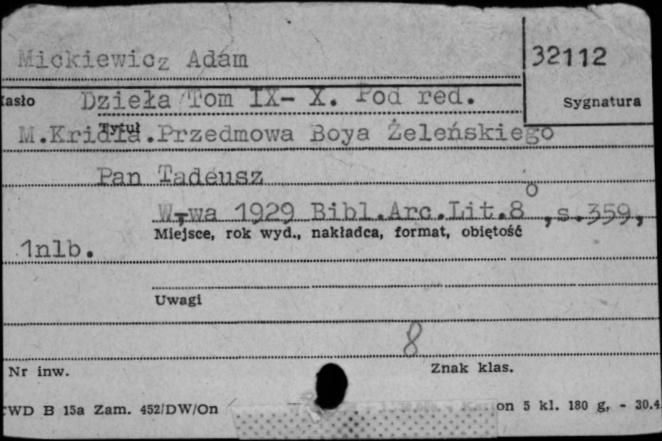 Mickiewicz Adam
32112
Hasło Dzieła Tom IX- X. Pod red.
Sygnatura
Tytuł
M.Kridla.Przedmowa Boya Żeleńskiego
Pan Tadeusz
W-wa 1929 Bibl.Arc.Lit.8o,s.359,
Miejsce, rok wyd., nakładca, format, objętość
1nlb.
Uwagi
8
Nr inw.
Znak klas.
CWD B 15a Zam. 452/DW/On on 5 kl. 180 g, - 30.4